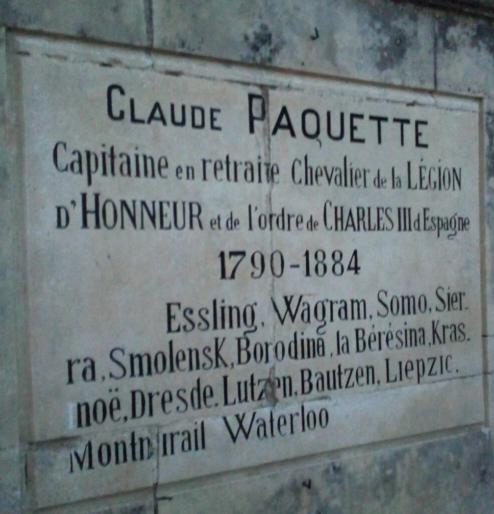 CLAUDE PAQUETTE
Capitaine en retraite Chevalier de la LÉGION
D'HONNEUR et de l'ordre de CHARLES III d'Espagne
1790-1884
Essling, Wagram, Somo, Sier.
ra, Smolensk, Borodina, la Bérésina, Kras.
noë, Dresde. Lutzen, Bautzen, Liepzic.
Montmirail Waterloo